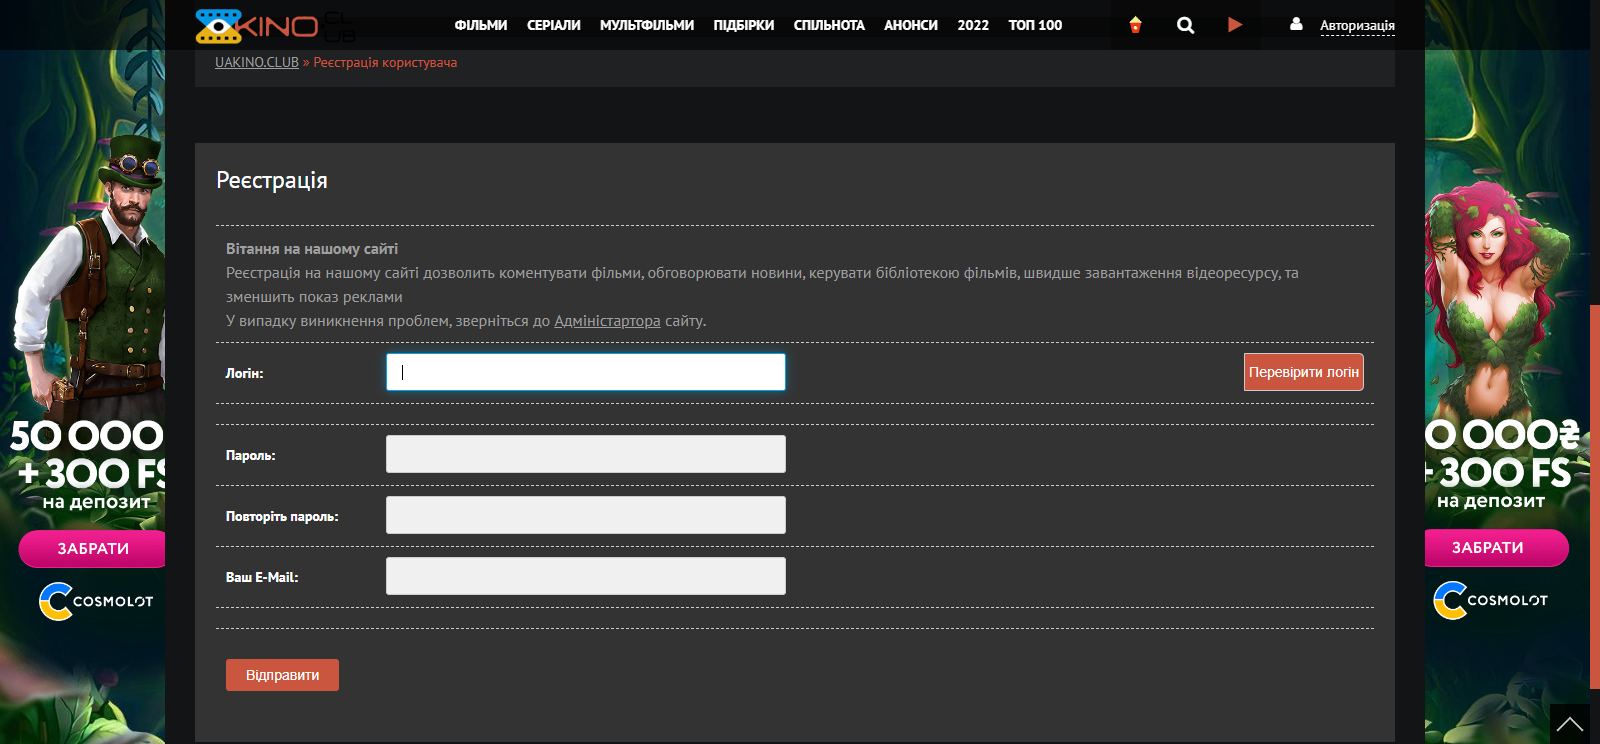 UAKINO.CLUB
ФІЛЬМИ СЕРІАЛИ МУЛЬТФІЛЬМИ ПІДБІРКИ СПІЛЬНОТА АНОНСИ 2022 ТОП 100 Авторизація
UAKINO.CLUB » Реєстрація користувача
Реєстрація
Вітання на нашому сайті
Реєстрація на нашому сайті дозволить коментувати фільми, обговорювати новини, керувати бібліотекою фільмів, швидше завантаження відеоресурсу, та
зменшить показ реклами
У випадку виникнення проблем, зверніться до Адміністартора сайту.
Логін:
Перевірити логін
Пароль:
Повторіть пароль:
Ваш E-Mail:
Відправити
50 000
+ 300 FS
на депозит
ЗАБРАТИ
COSMOLOT
0 000₴
+ 300 FS
на депозит
ЗАБРАТИ
COSMOLOT